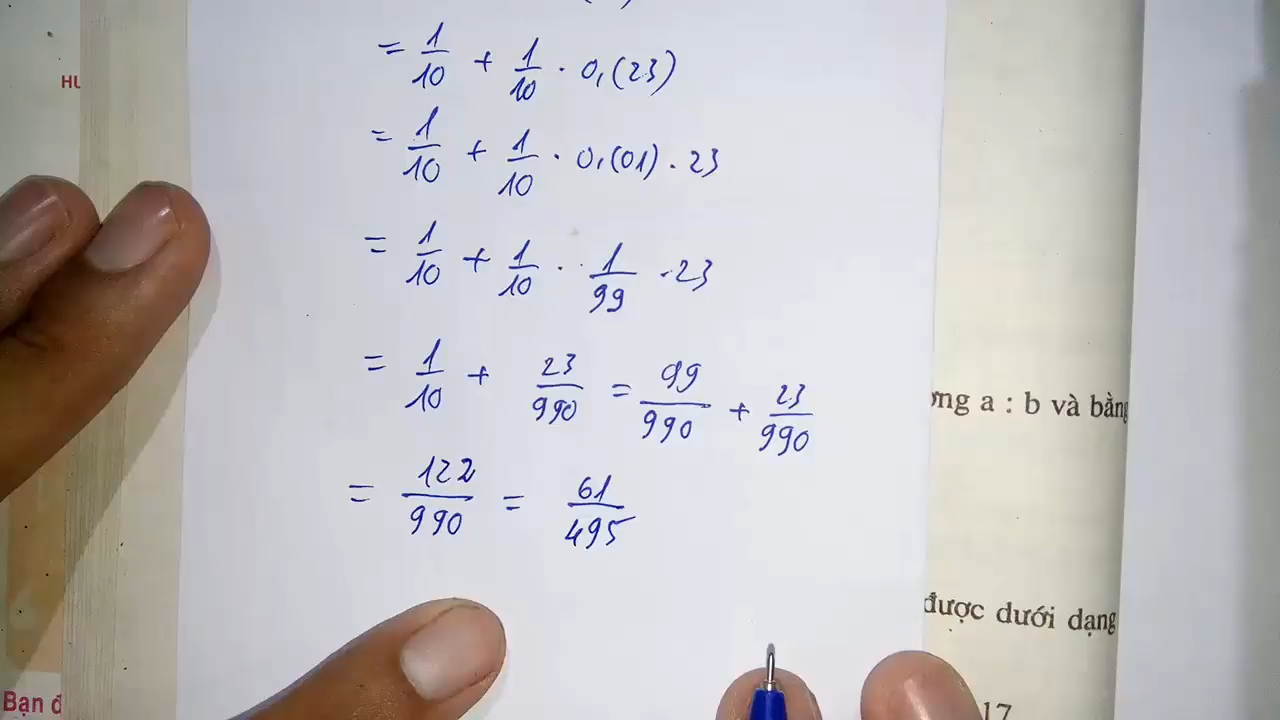 = 1/10 + 1/10 · 0,(23)
HƯ
= 1/10 + 1/10 · 0,(01) · 23
= 1/10 + 1/10 · 1/99 · 23
= 1/10 + 23/990 = 99/990 + 23/990
ơng a : b và bằng
= 122/990 = 61/495
được dưới dạng
Bạn đ
17